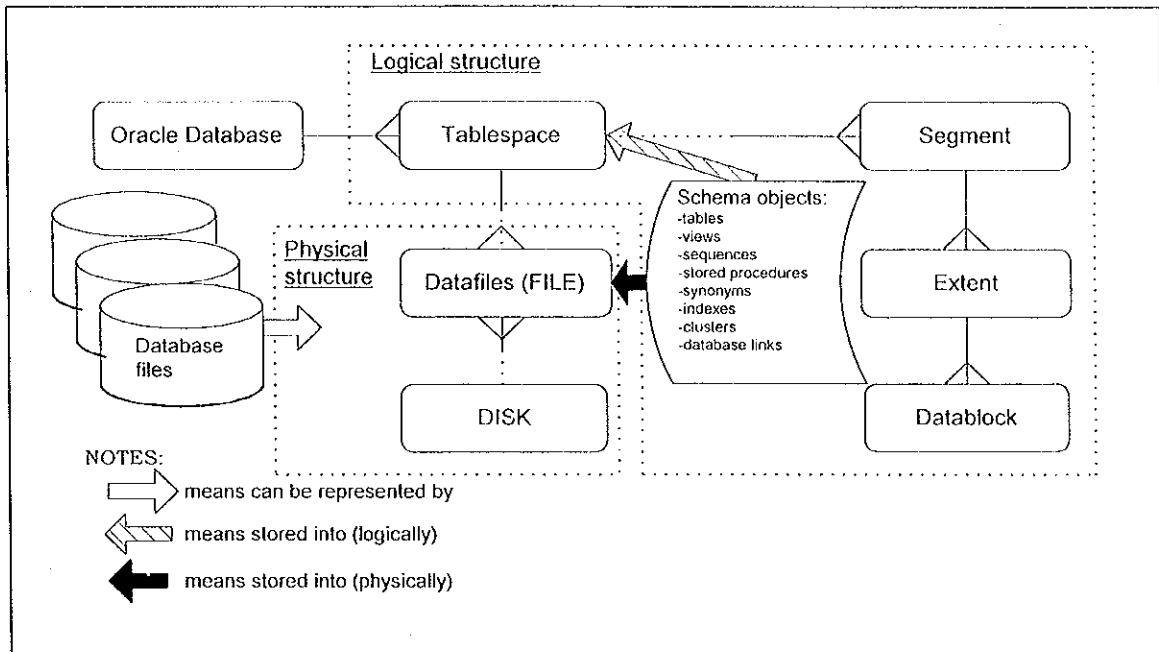 Logical structure
Oracle Database
Tablespace
Segment
Schema objects:
-tables
-views
-sequences
-stored procedures
-synonyms
-indexes
-clusters
-database links
Physical
structure
Datafiles (FILE)
Extent
Database
files
DISK
Datablock
NOTES:
means can be represented by
means stored into (logically)
means stored into (physically)